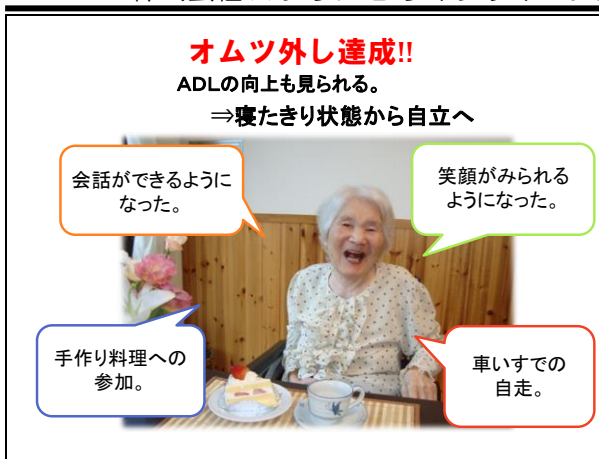 オムツ外し達成!!
ADLの向上も見られる。
⇒寝たきり状態から自立へ
会話ができるように
なった。
笑顔がみられる
ようになった。
手作り料理への
参加。
車いすでの
自走。